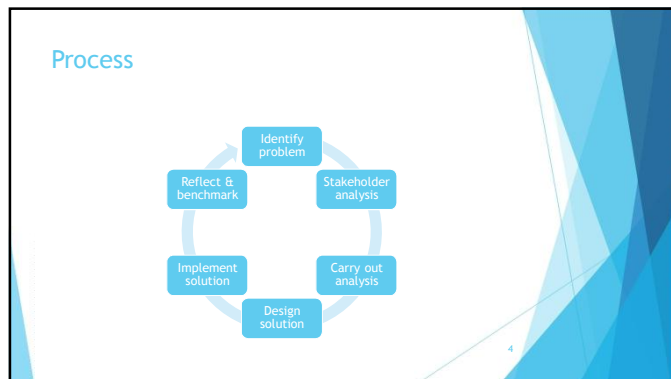 Process
Identify
problem
Stakeholder
analysis
Carry out
analysis
Design
solution
Implement
solution
Reflect &
benchmark
4